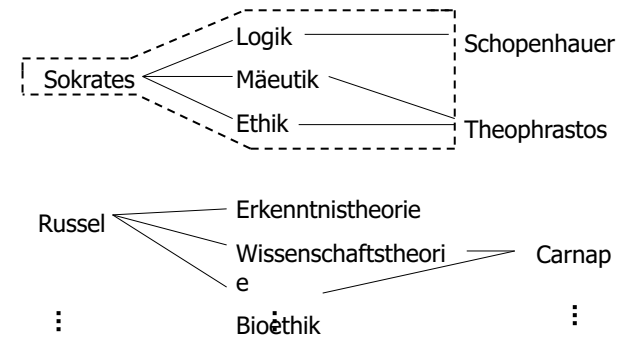 Logik
Schopenhauer
Sokrates
Mäeutik
Ethik
Theophrastos
Erkenntnistheorie
Russel
Wissenschaftstheori
e
Carnap
Bioethik